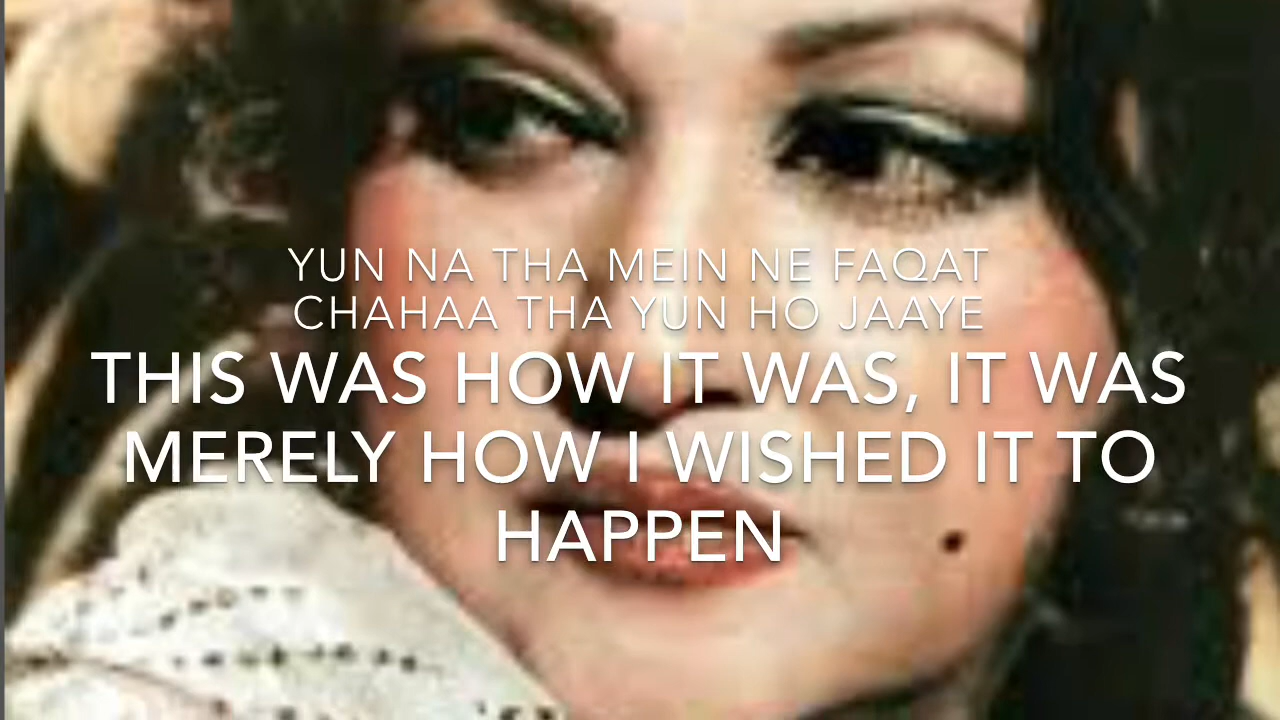 YUN NA THA MEIN NE FAQAT
CHAHAA THA YUN HO JAAYE
THIS WAS HOW IT WAS, IT WAS
MERELY HOW I WISHED IT TO
HAPPEN